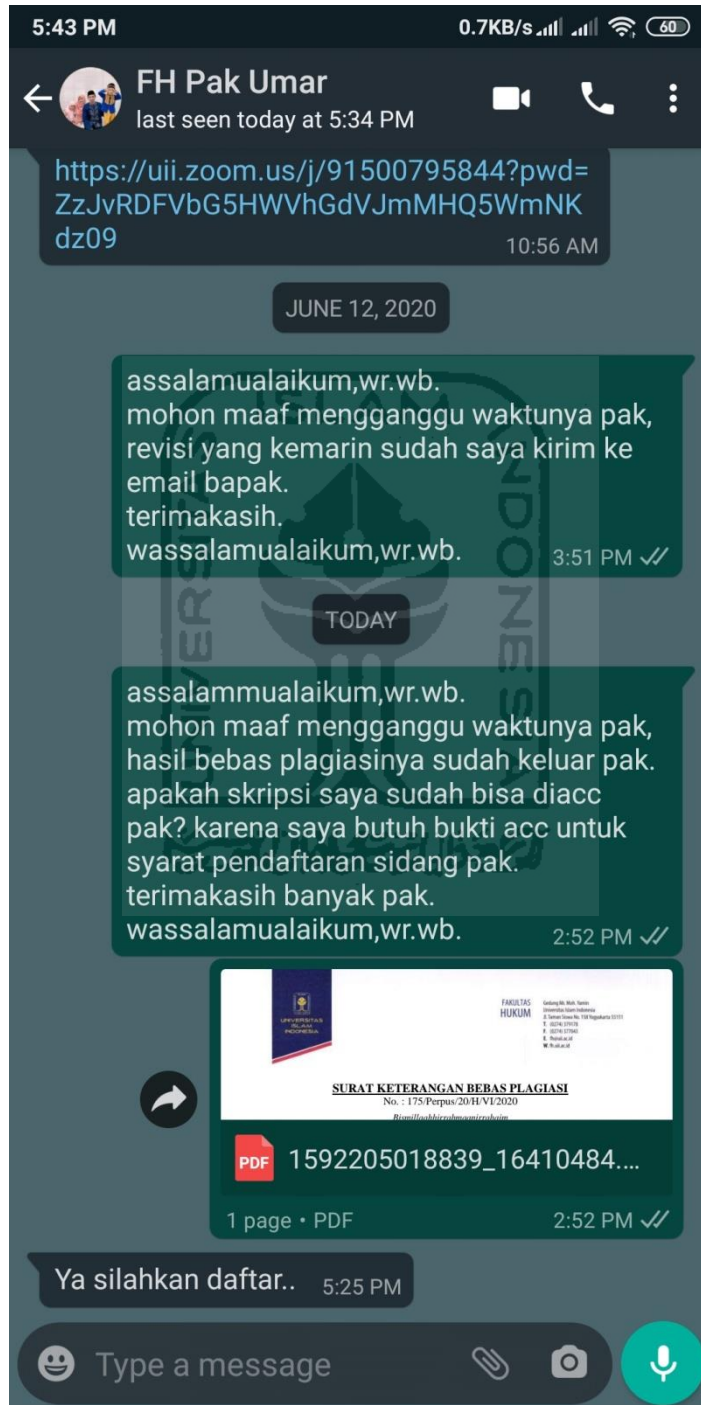 5:43 PM 0.7KB/s 60
FH Pak Umar
last seen today at 5:34 PM
https://uii.zoom.us/j/91500795844?pwd=
ZzJvRDFVbG5HWVhGdVJmMHQ5WmNK
dz09
10:56 AM
JUNE 12, 2020
assalamualaikum,wr.wb.
mohon maaf mengganggu waktunya pak,
revisi yang kemarin sudah saya kirim ke
email bapak.
terimakasih.
wassalamualaikum,wr.wb.
3:51 PM
TODAY
assalammualaikum,wr.wb.
mohon maaf mengganggu waktunya pak,
hasil bebas plagiasinya sudah keluar pak.
apakah skripsi saya sudah bisa diacc
pak? karena saya butuh bukti acc untuk
syarat pendaftaran sidang pak.
terimakasih banyak pak.
wassalamualaikum,wr.wb.
2:52 PM
UNIVERSITAS
ISLAM
INDONESIA
FAKULTAS
HUKUM
SURAT KETERANGAN BEBAS PLAGIASI
No. : 175/Perpus/20/H/VI/2020
PDF 1592205018839_16410484....
1 page • PDF 2:52 PM
Ya silahkan daftar.. 5:25 PM
Type a message
UNIVERSITAS ISLAM INDONESIA